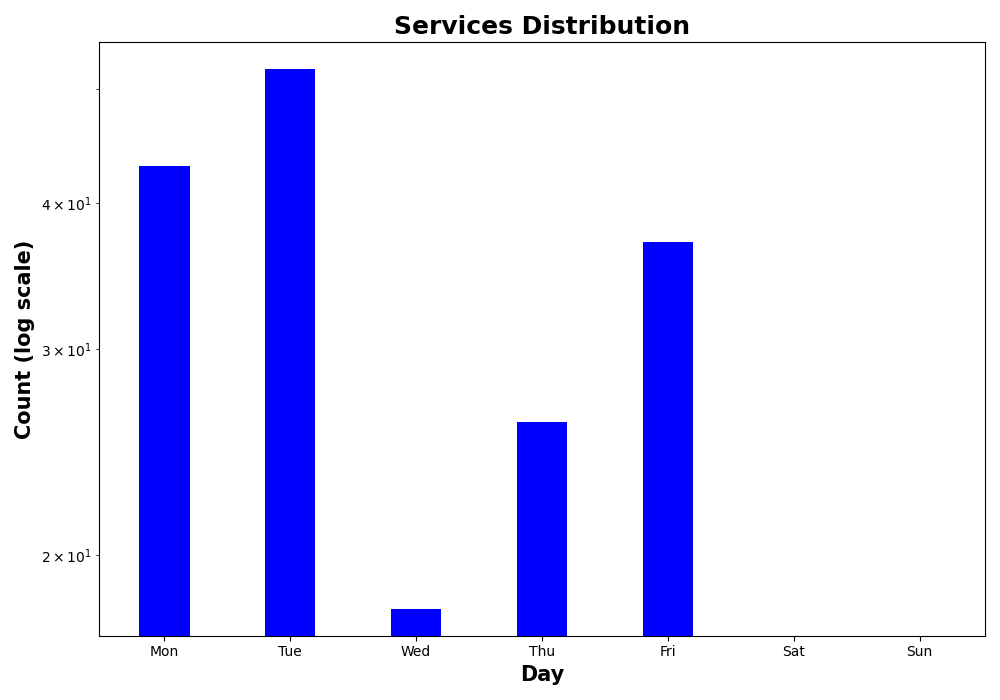 Services Distribution
Count (log scale)
4 × 10¹
3 × 10¹
2 × 10¹
Mon Tue Wed Thu Fri Sat Sun
Day